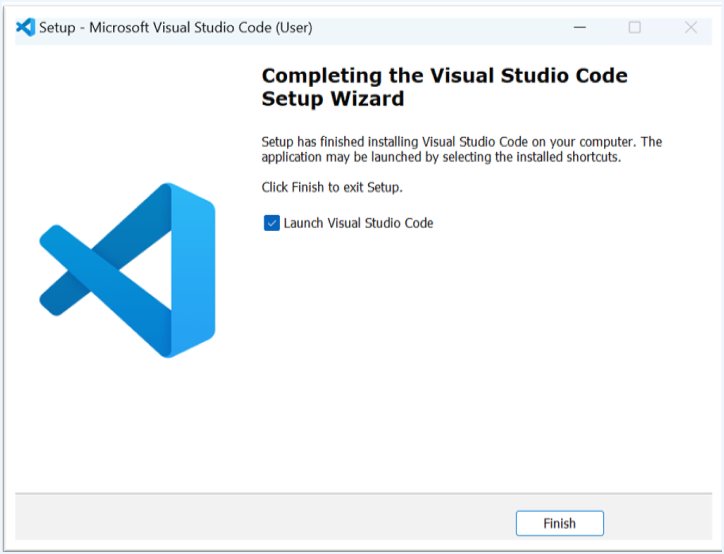 Setup - Microsoft Visual Studio Code (User)
Completing the Visual Studio Code
Setup Wizard
Setup has finished installing Visual Studio Code on your computer. The
application may be launched by selecting the installed shortcuts.
Click Finish to exit Setup.
Launch Visual Studio Code
Finish